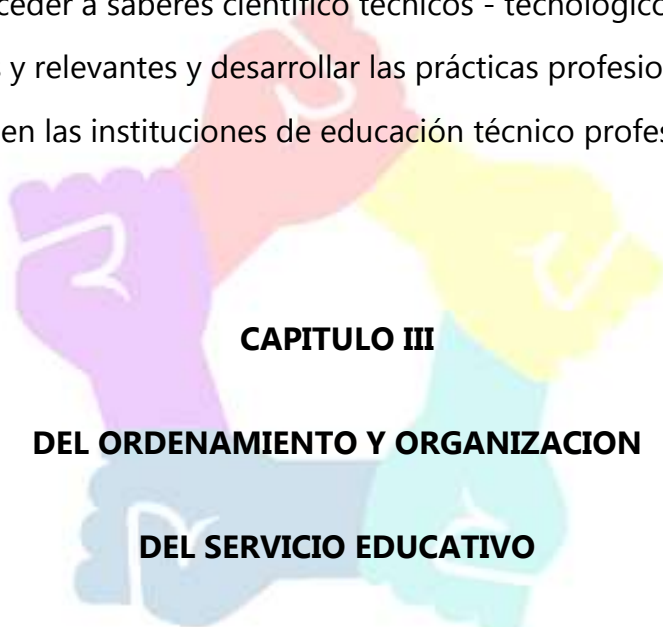 ceder a saberes científico técnicos - tecnológico
s y relevantes y desarrollar las prácticas profesio
en las instituciones de educación técnico profes
CAPITULO III
DEL ORDENAMIENTO Y ORGANIZACION
DEL SERVICIO EDUCATIVO